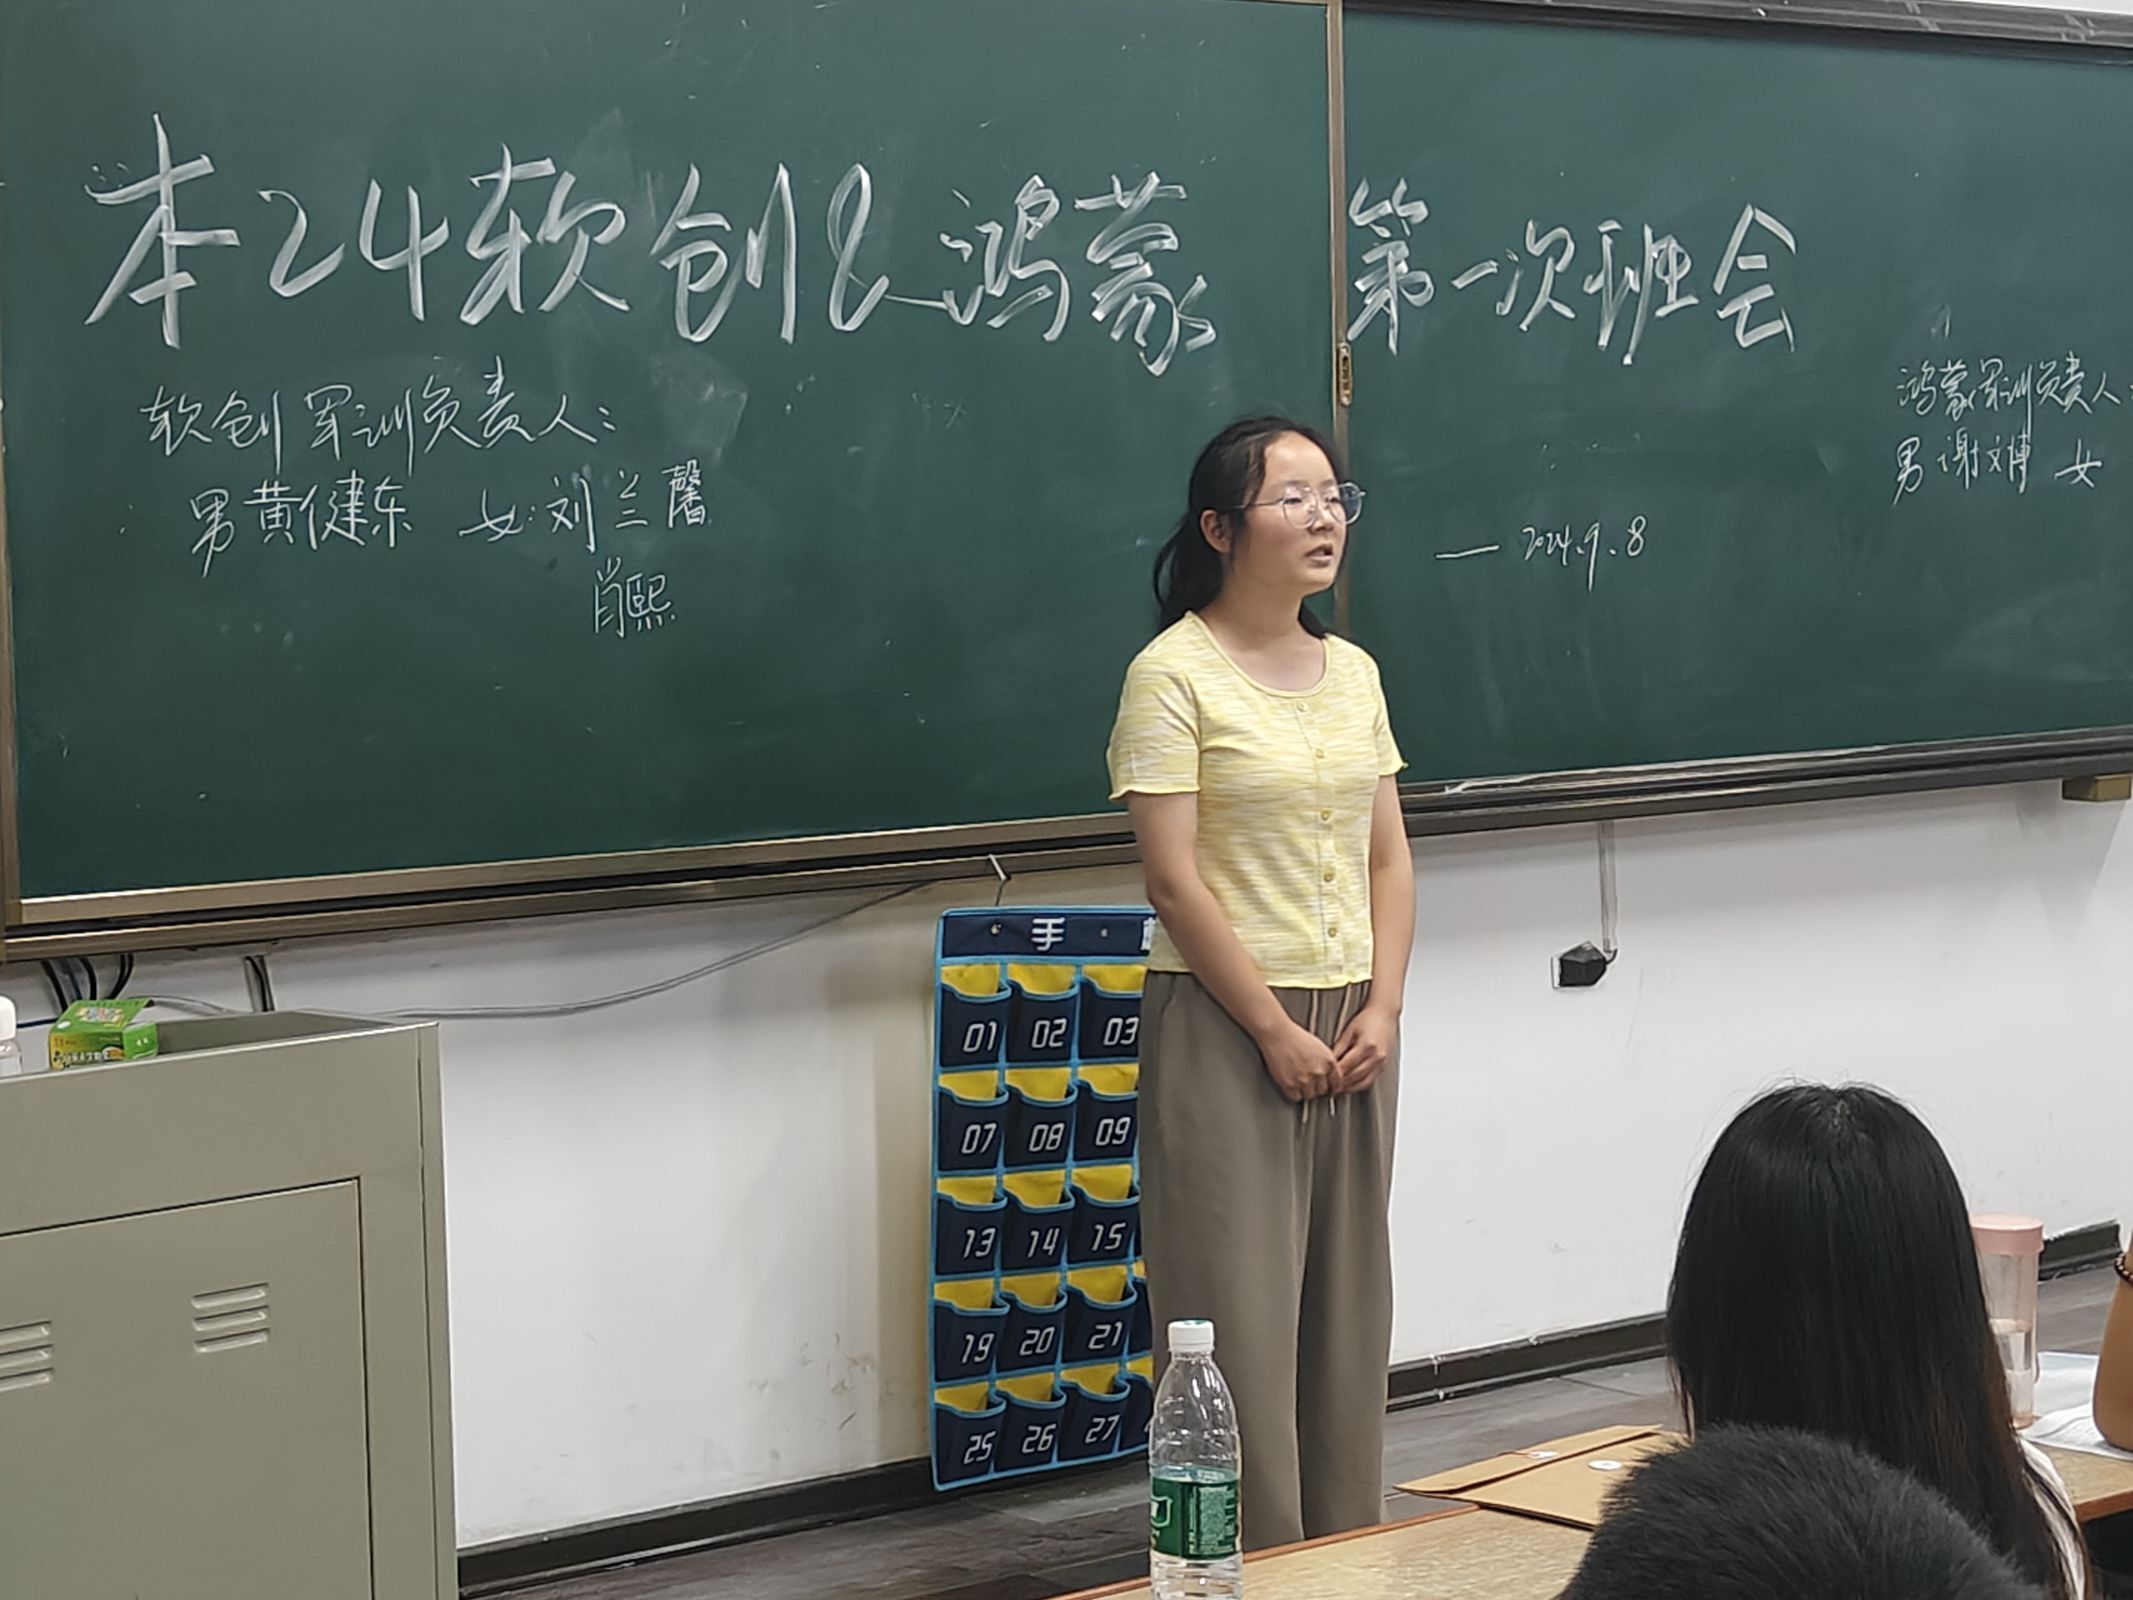 本24软创&鸿蒙 第一次班会
软创军训负责人:
男黄健东 女:刘兰馨
肖熙
鸿蒙军训负责人:
男谢文博 女
— 2024.9.8
手
01 02 03
07 08 09
13 14 15
19 20 21
25 26 27